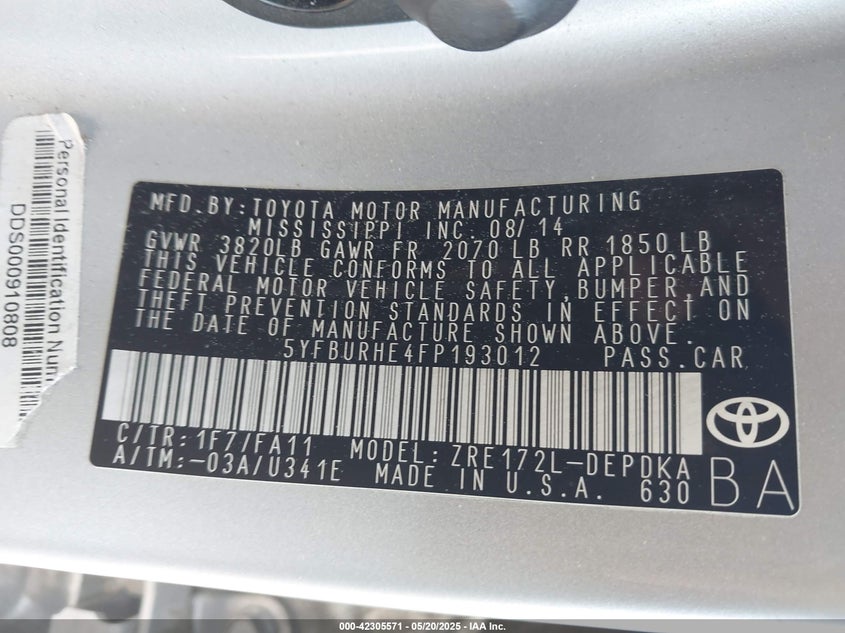 MFD. BY: TOYOTA MOTOR MANUFACTURING
MISSISSIPPI INC. 08/14
GVWR 3820LB GAWR FR 2070 LB RR 1850 LB
THIS VEHICLE CONFORMS TO ALL APPLICABLE
FEDERAL MOTOR VEHICLE SAFETY, BUMPER AND
THEFT PREVENTION STANDARDS IN EFFECT ON
THE DATE OF MANUFACTURE SHOWN ABOVE.
5YFBURHE4FP193012 PASS. CAR
C/TR: 1F7/FA11 MODEL: ZRE172L-DEPDKA
A/TM: -03A/U341E MADE IN U.S.A. 630 BA
Personal Identification Num
DDS000910808
000-42305571 - 05/20/2025 - IAA Inc.